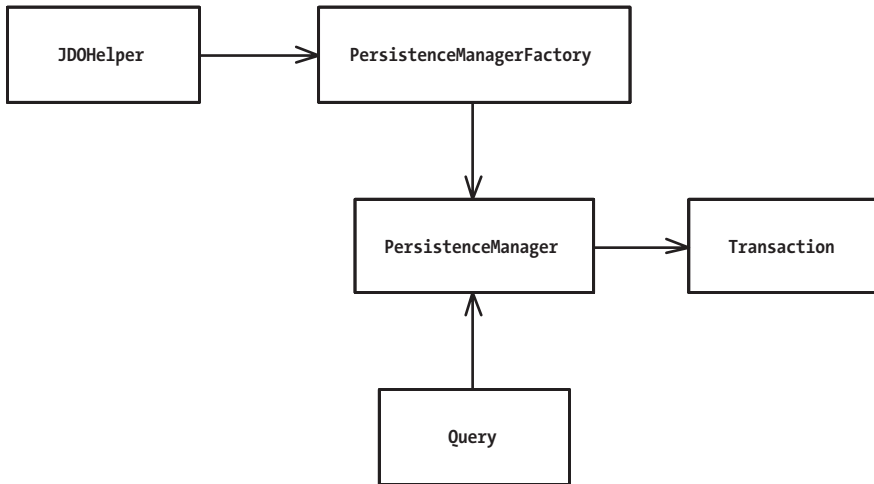 JDOHelper
PersistenceManagerFactory
PersistenceManager
Transaction
Query